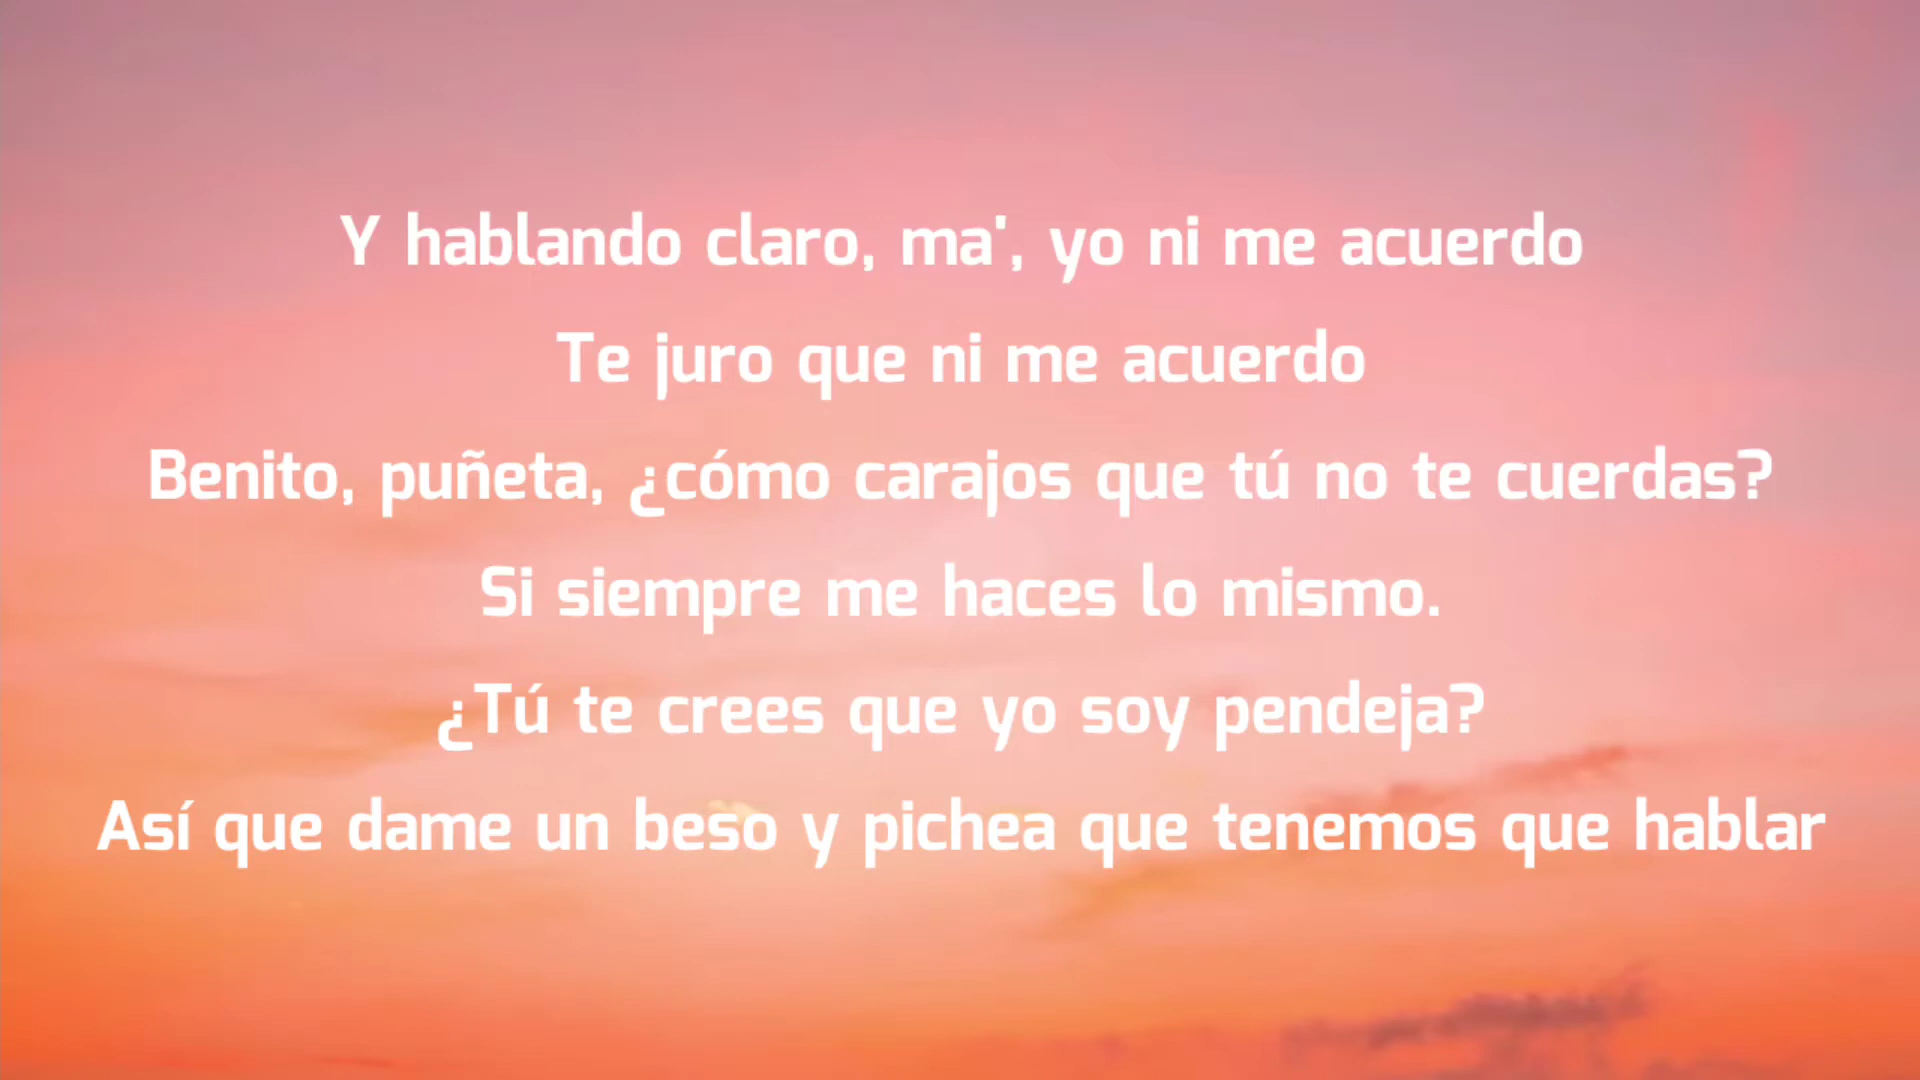 Y hablando claro, ma', yo ni me acuerdo
Te juro que ni me acuerdo
Benito, puñeta, ¿cómo carajos que tú no te cuerdas?
Si siempre me haces lo mismo.
¿Tú te crees que yo soy pendeja?
Así que dame un beso y pichea que tenemos que hablar